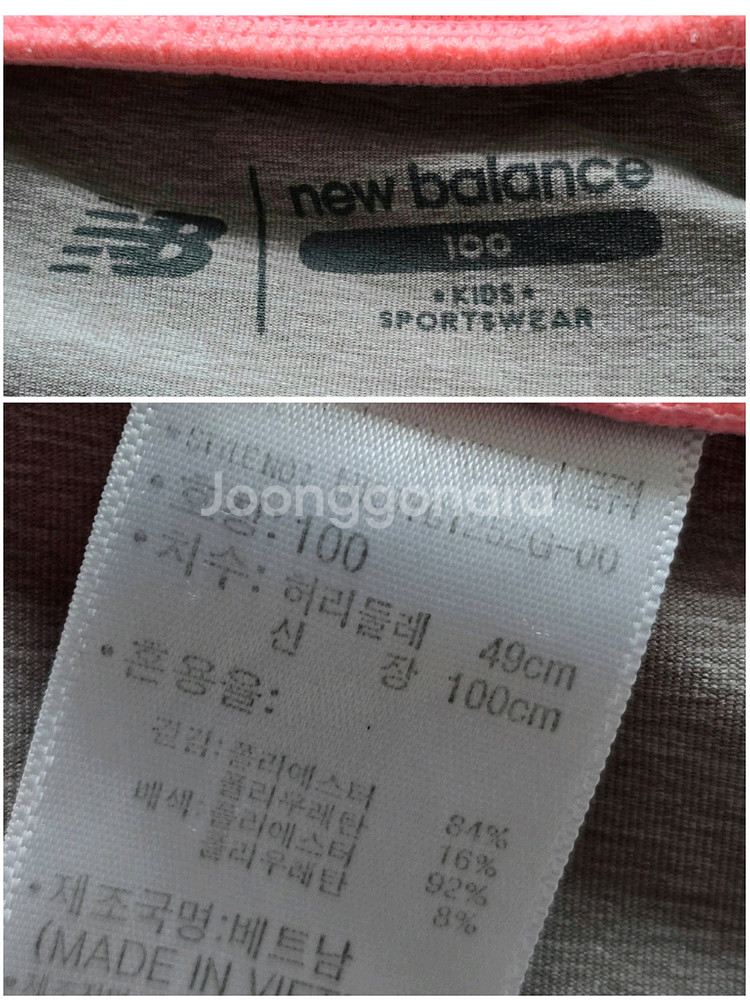 NB
new balance
100
KIDS
SPORTSWEAR
Joonggonara
100
• 치수: 허리둘레 49cm
신 장 100cm
• 혼용율:
겉감: 폴리에스터 84%
폴리우레탄 16%
배색: 폴리에스터 92%
폴리우레탄 8%
• 제조국명:베트남
(MADE IN